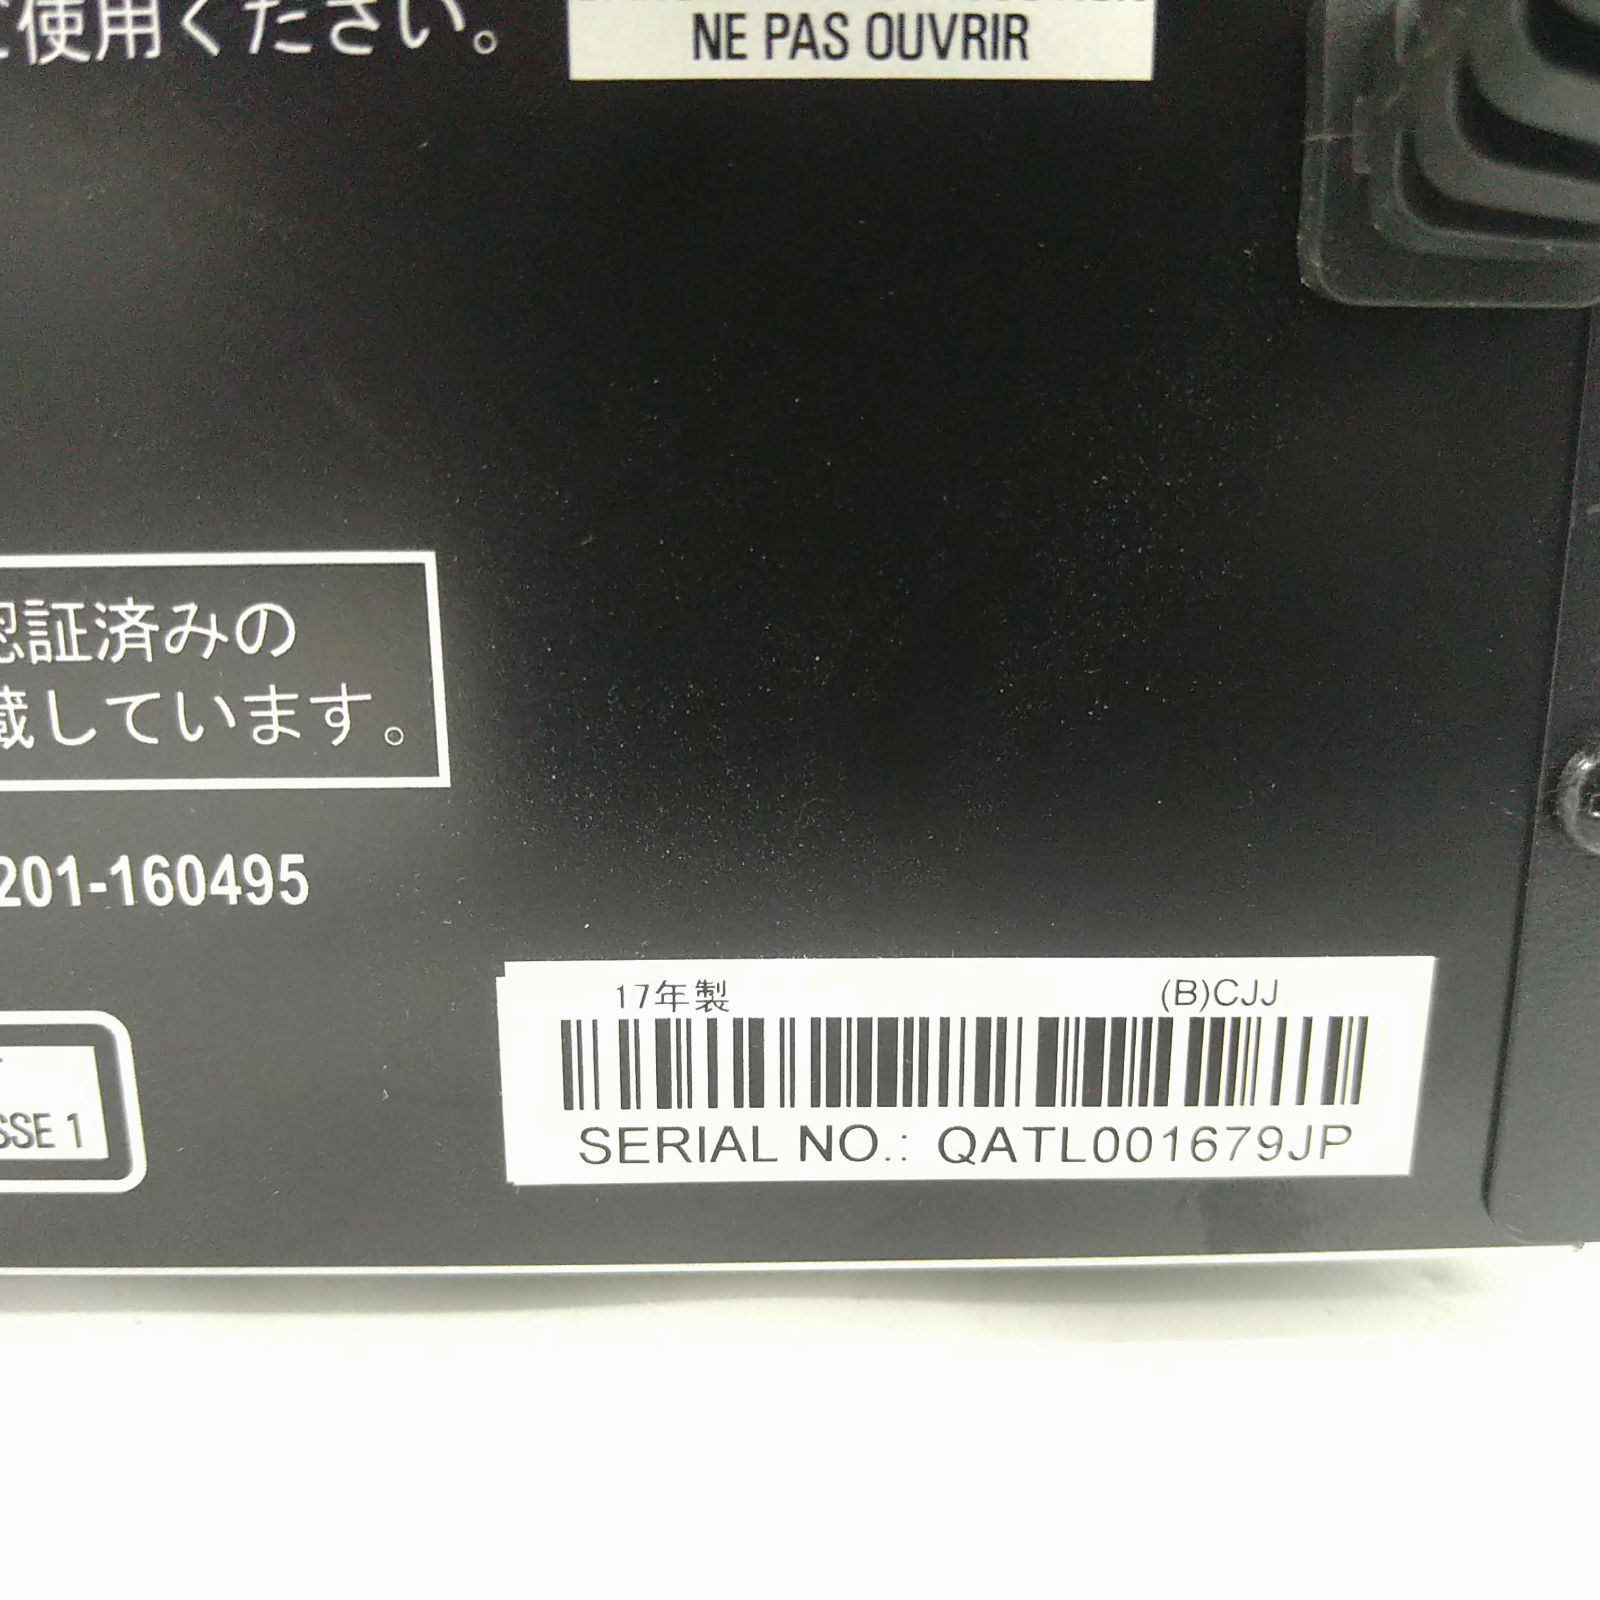 使用ください。
NE PAS OUVRIR
認証済みの
載しています。
201-160495
SSE 1
17年製 (B)CJJ
SERIAL NO.: QATL001679JP